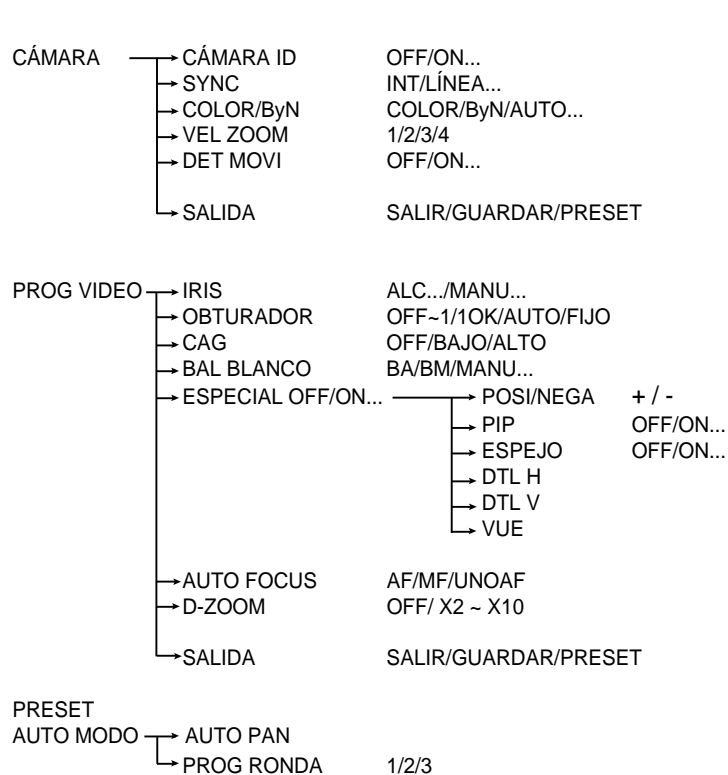 CÁMARA CÁMARA ID OFF/ON...
SYNC INT/LÍNEA...
COLOR/ByN COLOR/ByN/AUTO...
VEL ZOOM 1/2/3/4
DET MOVI OFF/ON...
SALIDA SALIR/GUARDAR/PRESET
PROG VIDEO IRIS ALC.../MANU...
OBTURADOR OFF~1/1OK/AUTO/FIJO
CAG OFF/BAJO/ALTO
BAL BLANCO BA/BM/MANU...
ESPECIAL OFF/ON... POSI/NEGA + / -
PIP OFF/ON...
ESPEJO OFF/ON...
DTL H
DTL V
VUE
AUTO FOCUS AF/MF/UNOAF
D-ZOOM OFF/ X2 ~ X10
SALIDA SALIR/GUARDAR/PRESET
PRESET
AUTO MODO AUTO PAN
PROG RONDA 1/2/3